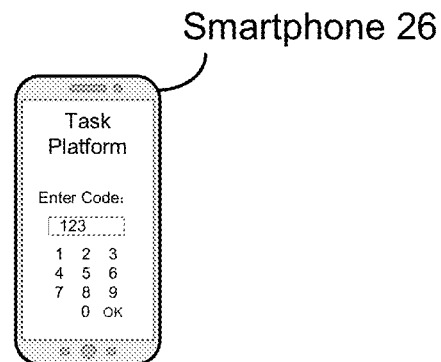 Smartphone 26
Task
Platform
Enter Code:
123
1 2 3
4 5 6
7 8 9
0 OK